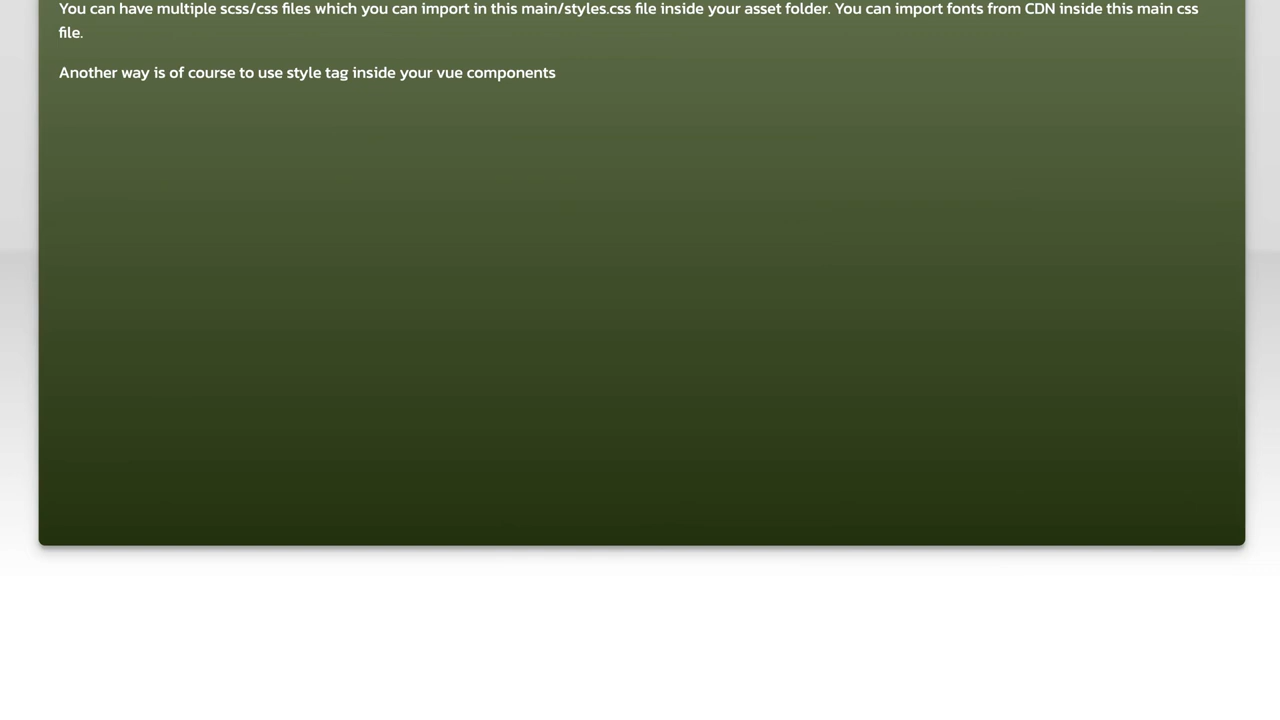 You can have multiple scss/css files which you can import in this main/styles.css file inside your asset folder. You can import fonts from CDN inside this main css
file.
Another way is of course to use style tag inside your vue components